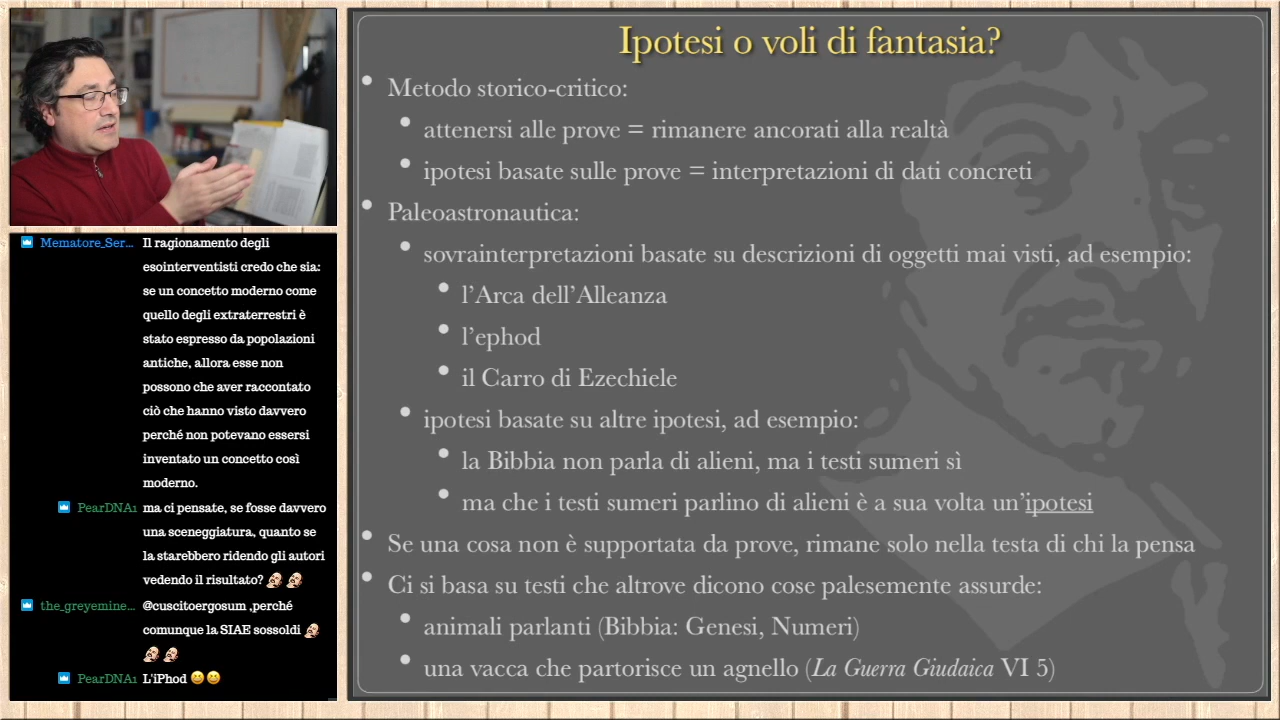 Ipotesi o voli di fantasia?
• Metodo storico-critico:
• attenersi alle prove = rimanere ancorati alla realtà
• ipotesi basate sulle prove = interpretazioni di dati concreti
• Paleoastronautica:
• sovrainterpretazioni basate su descrizioni di oggetti mai visti, ad esempio:
• l’Arca dell’Alleanza
• l’ephod
• il Carro di Ezechiele
• ipotesi basate su altre ipotesi, ad esempio:
• la Bibbia non parla di alieni, ma i testi sumeri sì
• ma che i testi sumeri parlino di alieni è a sua volta un’ipotesi
• Se una cosa non è supportata da prove, rimane solo nella testa di chi la pensa
• Ci si basa su testi che altrove dicono cose palesemente assurde:
• animali parlanti (Bibbia: Genesi, Numeri)
• una vacca che partorisce un agnello (La Guerra Giudaica VI 5)
Mematore_Ser... Il ragionamento degli
esointerventisti credo che sia:
se un concetto moderno come
quello degli extraterrestri è
stato espresso da popolazioni
antiche, allora esse non
possono che aver raccontato
ciò che hanno visto davvero
perché non potevano essersi
inventato un concetto così
moderno.
PearDNA1 ma ci pensate, se fosse davvero
una sceneggiatura, quanto se
la starebbero ridendo gli autori
vedendo il risultato?
the_greyemine... @cuscitoergosum ,perché
comunque la SIAE sossoldi
PearDNA1 L'iPhod